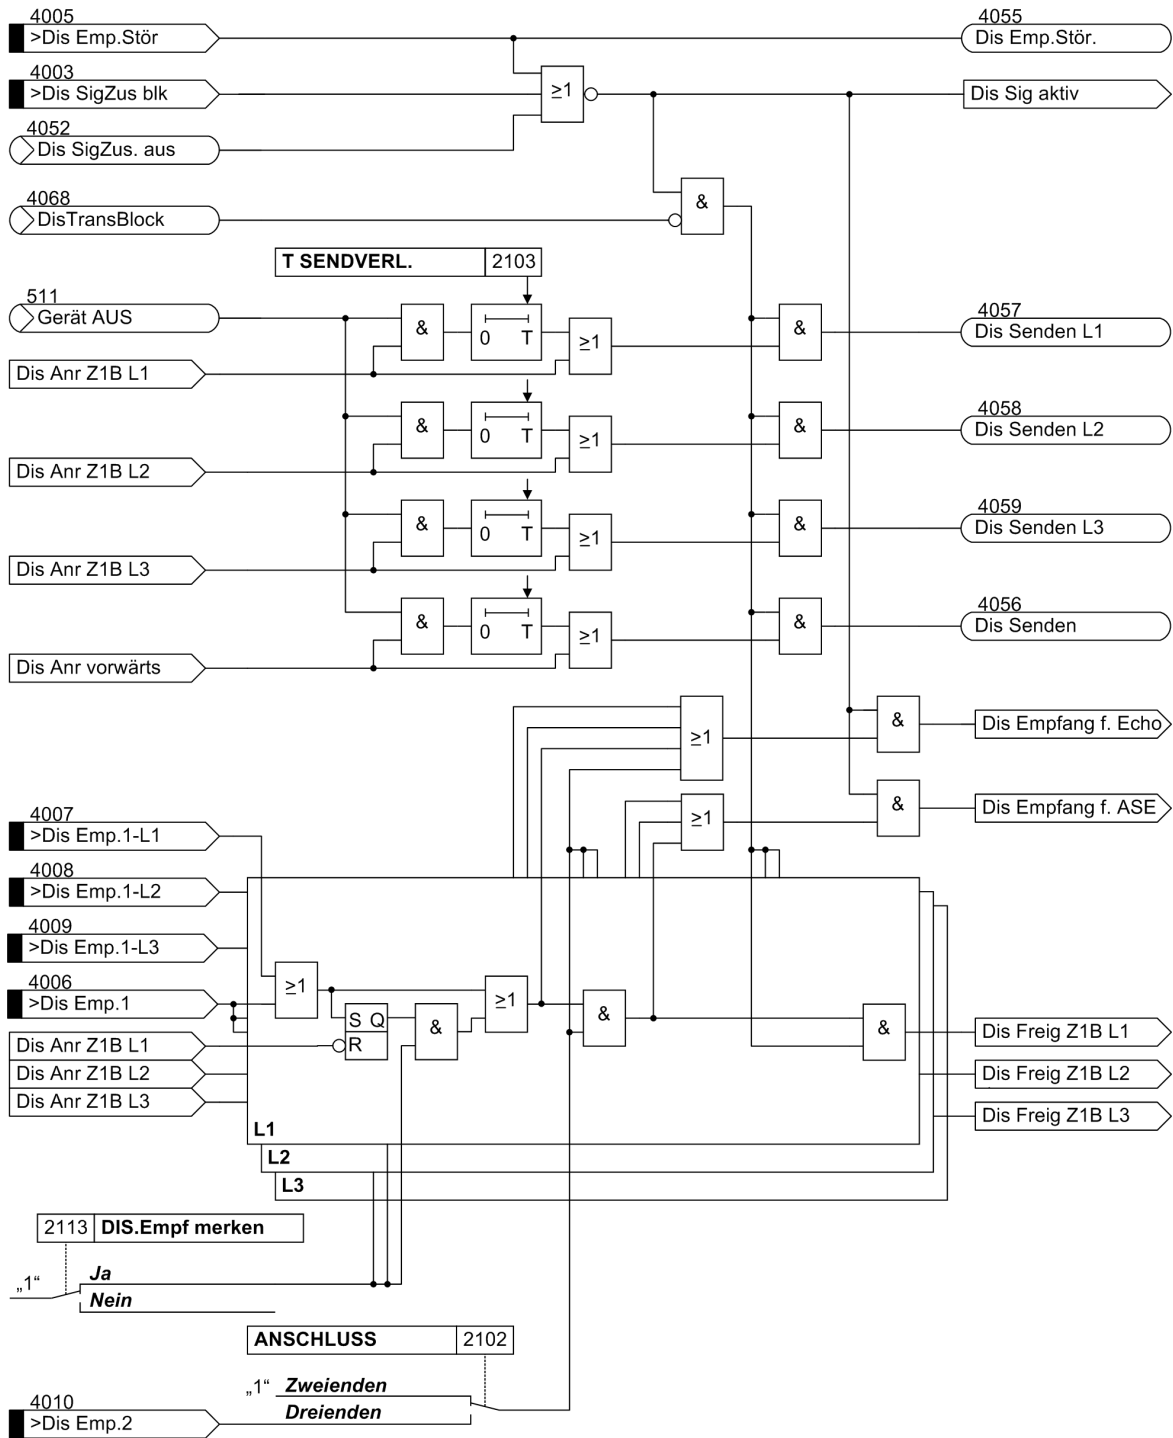 4005
>Dis Emp.Stör
4055
Dis Emp.Stör.
4003
>Dis SigZus blk
≥1
Dis Sig aktiv
4052
Dis SigZus. aus
4068
DisTransBlock
&
T SENDVERL. 2103
511
Gerät AUS
&
0 T
≥1
&
4057
Dis Senden L1
Dis Anr Z1B L1
&
0 T
≥1
&
4058
Dis Senden L2
Dis Anr Z1B L2
&
0 T
≥1
&
4059
Dis Senden L3
Dis Anr Z1B L3
&
0 T
≥1
&
4056
Dis Senden
Dis Anr vorwärts
≥1
&
Dis Empfang f. Echo
≥1
&
Dis Empfang f. ASE
4007
>Dis Emp.1-L1
4008
>Dis Emp.1-L2
4009
>Dis Emp.1-L3
4006
>Dis Emp.1
≥1
S Q
R
&
≥1
&
&
Dis Anr Z1B L1
Dis Freig Z1B L1
Dis Anr Z1B L2
Dis Freig Z1B L2
Dis Anr Z1B L3
Dis Freig Z1B L3
L1
L2
L3
2113 DIS.Empf merken
„1“
Ja
Nein
ANSCHLUSS 2102
„1“ Zweienden
Dreienden
4010
>Dis Emp.2